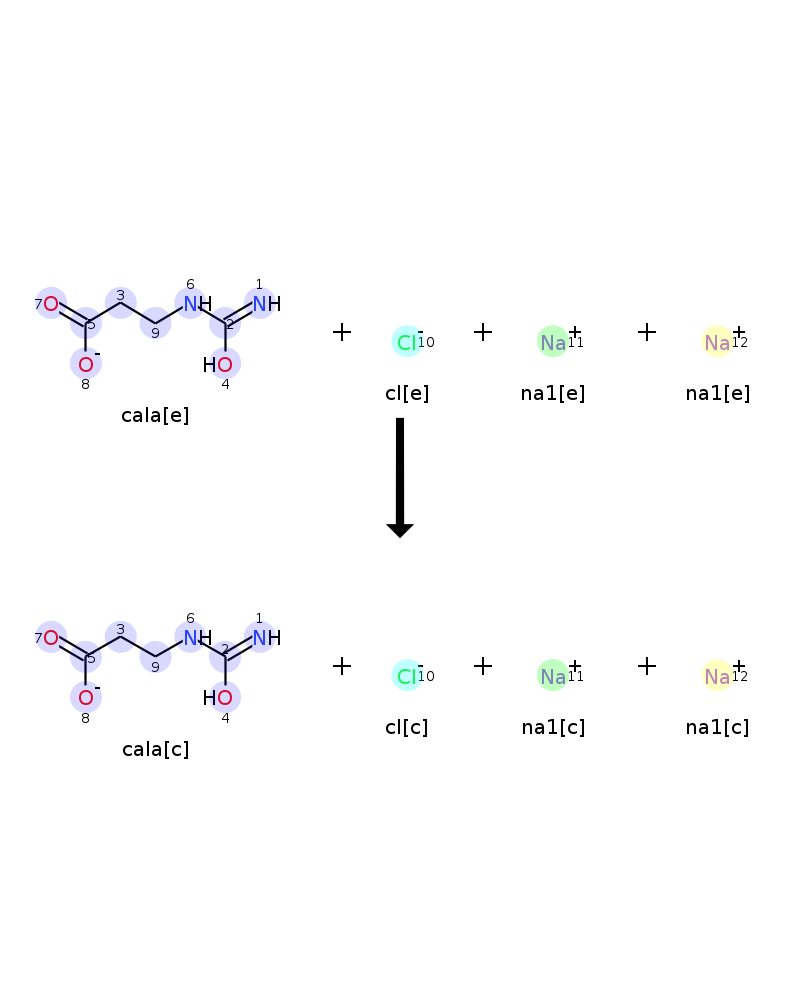 6 1
7 O 3 NH NH
5 9 2
O - HO
8 4
cala[e]
+ Cl - 10 + Na + 11 + Na + 12
cl[e] na1[e] na1[e]
6 1
7 O 3 NH NH
5 9 2
O - HO
8 4
cala[c]
+ Cl - 10 + Na + 11 + Na + 12
cl[c] na1[c] na1[c]